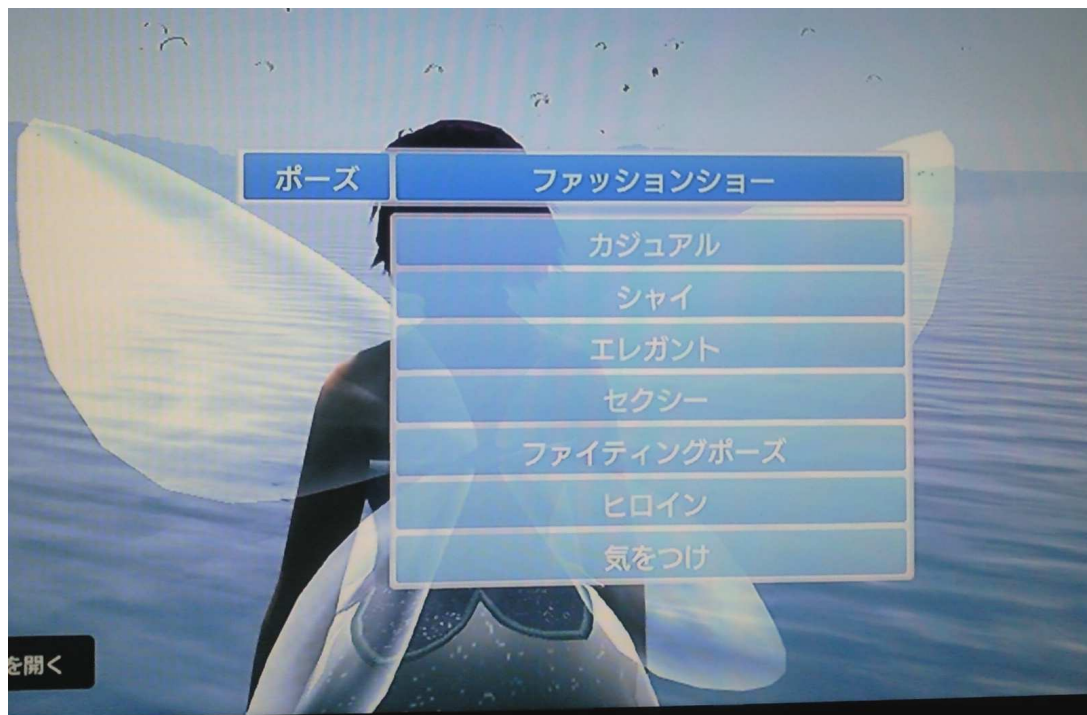 ポーズ
ファッションショー
カジュアル
シャイ
エレガント
セクシー
ファイティングポーズ
ヒロイン
気をつけ
を開く